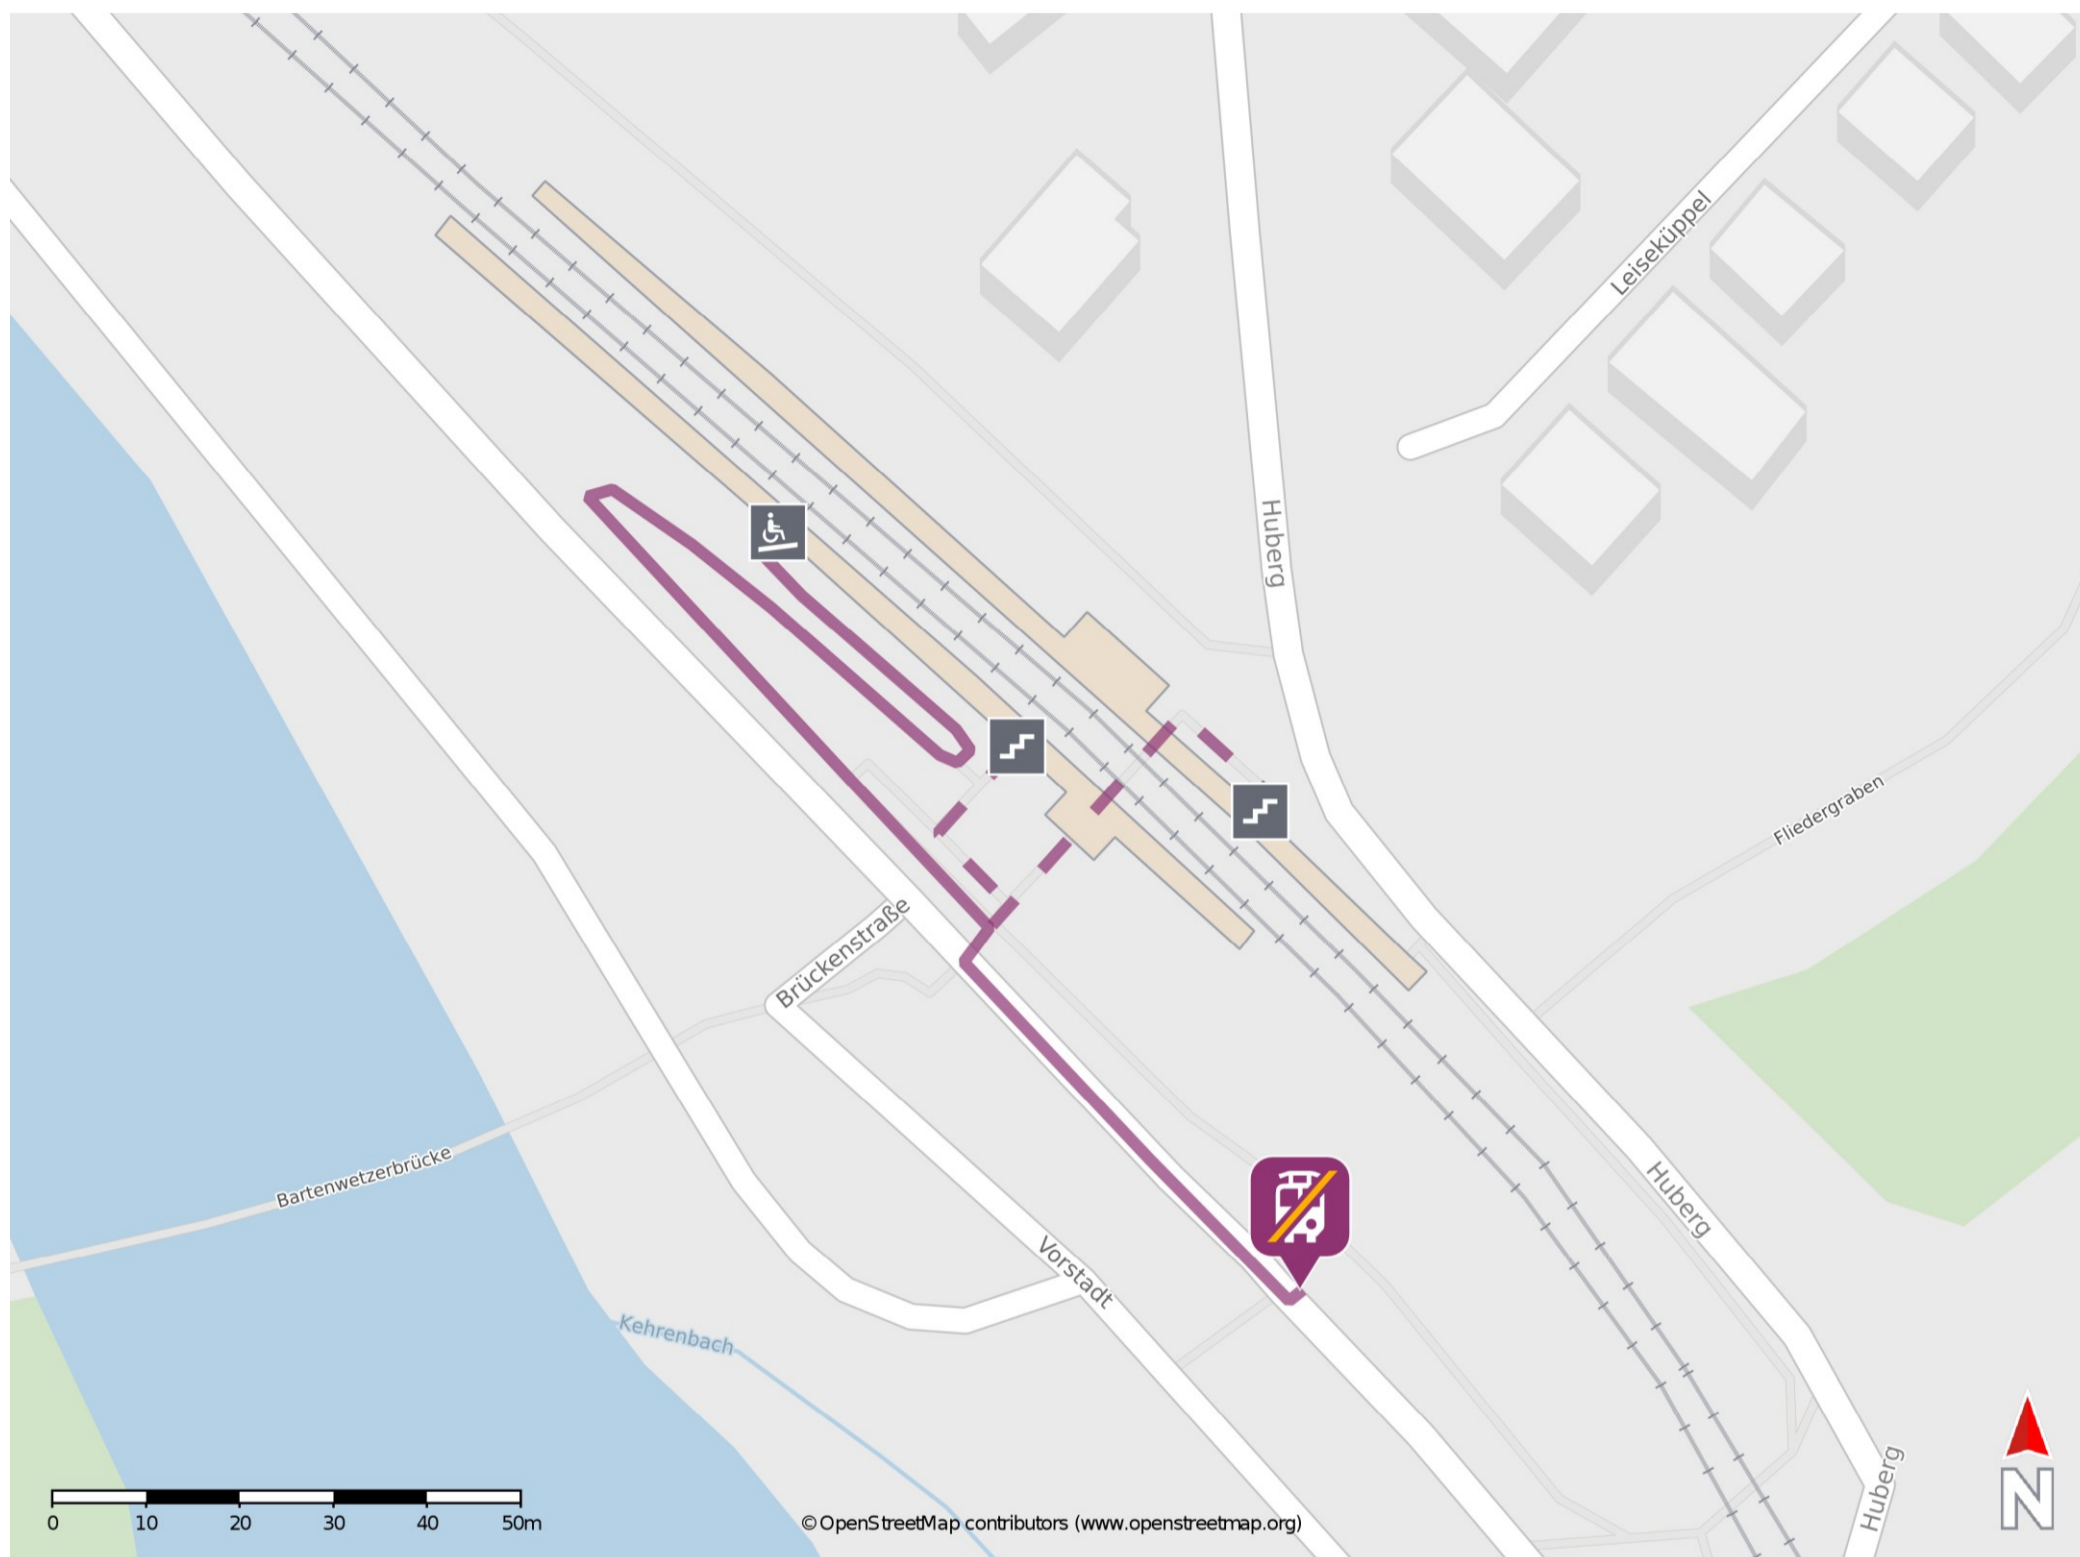 Leiseküppel
Huberg
Fliedergraben
Brückenstraße
Bartenwetzerbrücke
Huberg
Vorstadt
Kehrenbach
Huberg
0 10 20 30 40 50m
© OpenStreetMap contributors (www.openstreetmap.org)
N